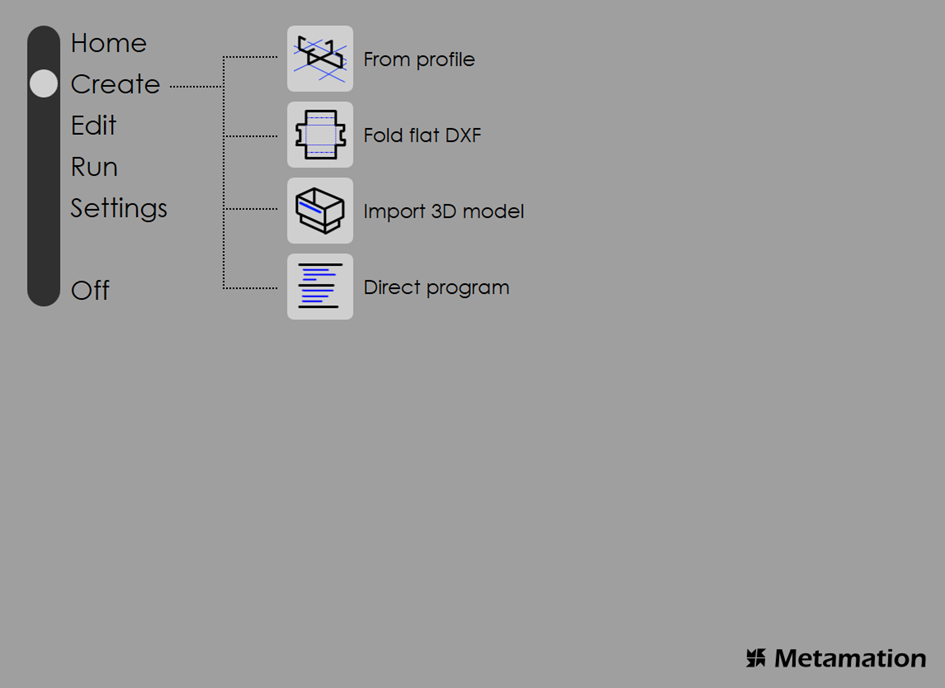 Home
Create
Edit
Run
Settings
Off
From profile
Fold flat DXF
Import 3D model
Direct program
Metamation